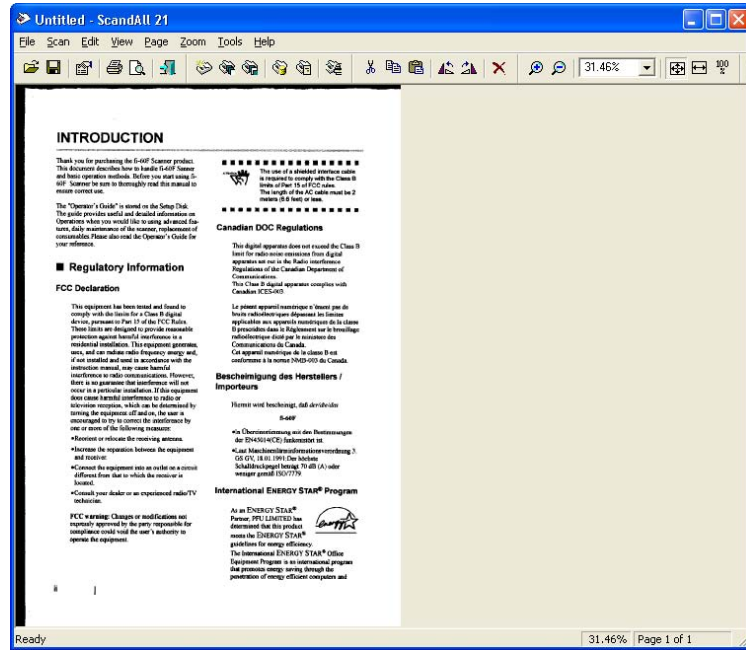 Untitled - ScandAll 21
File Scan Edit View Page Zoom Tools Help
31.46%
100
%
INTRODUCTION
Thank you for purchasing the fi-60F Scanner product.
This document describes how to handle fi-60F Sanner
and basic operation methods. Before you start using fi-
60F Scanner be sure to thoroughly read this manual to
ensure correct use.
The "Operator's Guide" is stored on the Setup Disk.
The guide provides useful and detailed information on
Operations when you would like to using advanced fea-
tures, daily maintenance of the scanner, replacement of
consumables. Please also read the Operator's Guide for
your reference.
■ Regulatory Information
FCC Declaration
This equipment has been tested and found to
comply with the limits for a Class B digital
device, pursuant to Part 15 of the FCC Rules.
These limits are designed to provide reasonable
protection against harmful interference in a
residential installation. This equipment generates,
uses, and can radiate radio frequency energy and,
if not installed and used in accordance with the
instruction manual, may cause harmful
interference to radio communications. However,
there is no guarantee that interference will not
occur in a particular installation. If this equipment
does cause harmful interference to radio or
television reception, which can be determined by
turning the equipment off and on, the user is
encouraged to try to correct the interference by
one or more of the following measures:
•Reorient or relocate the receiving antenna.
•Increase the separation between the equipment
and receiver.
•Connect the equipment into an outlet on a circuit
different from that to which the receiver is
located.
•Consult your dealer or an experienced radio/TV
technician.
FCC warning: Changes or modifications not
expressly approved by the party responsible for
compliance could void the user's authority to
operate the equipment.
ii
The use of a shielded interface cable
is required to comply with the Class B
limits of Part 15 of FCC rules.
The length of the AC cable must be 2
meters (6.6 feet) or less.
Canadian DOC Regulations
This digital apparatus does not exceed the Class B
limit for radio noise emissions from digital
apparatus set out in the Radio interference
Regulations of the Canadian Department of
Communications.
This Class B digital apparatus complies with
Canadian ICES-003.
Le pésent appareil numérique n'émett pas de
bruits radioélectriques dépassant les limitees
applicables aux appareils numériques de la classe
B prescridtes dans le Réglement sur le brouillage
radioélectrique dicté par le ministere des
Communications du Canada.
Cet appareil numérique de la classe B est
conformme à la norme NMB-003 du Canada.
Bescheimigung des Herstellers /
Importeurs
Hiermit wird bescheinigt, daß der/die/das
fi-60F
•In Übereinstimmung mit den Bestimmungen
der EN45014(CE) funkentstört ist.
•Laut Maschinenlärminformationsverordnung 3.
GS GV, 18.01.1991:Der höchste
Schalldruckpegel beträgt 70 dB (A) oder
weniger gemäß ISO/7779.
International ENERGY STAR® Program
As an ENERGY STAR®
Partner, PFU LIMITED has
determined that this product
meets the ENERGY STAR®
guidelines for energy efficiency.
The International ENERGY STAR® Office
Equipment Program is an international program
that promotes energy saving through the
penetration of energy efficient computers and
Ready
31.46% Page 1 of 1